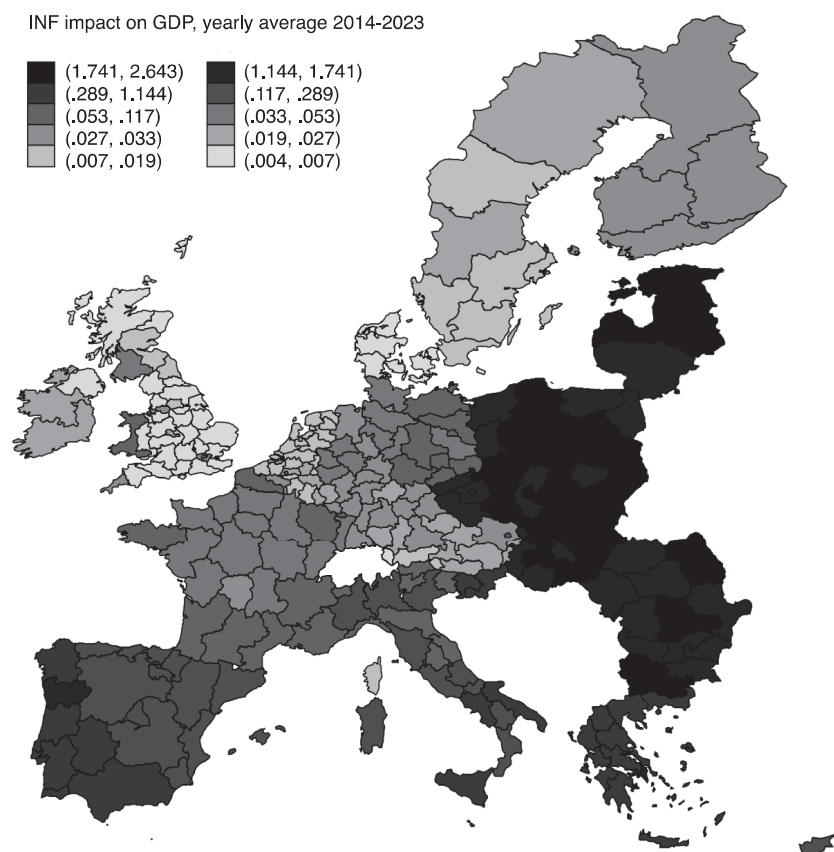 INF impact on GDP, yearly average 2014-2023
(1.741, 2.643) (1.144, 1.741)
(.289, 1.144) (.117, .289)
(.053, .117) (.033, .053)
(.027, .033) (.019, .027)
(.007, .019) (.004, .007)